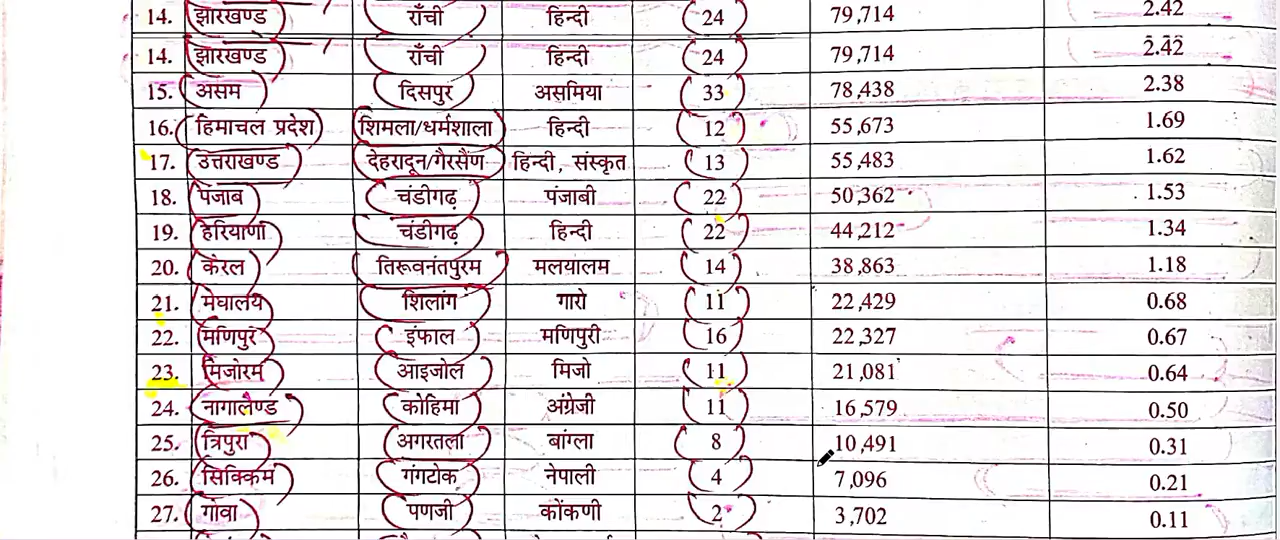 14. झारखण्ड राँची हिन्दी 24 79,714 2.42
14. झारखण्ड राँची हिन्दी 24 79,714 2.42
15. असम दिसपुर असमिया 33 78,438 2.38
16. हिमाचल प्रदेश शिमला/धर्मशाला हिन्दी 12 55,673 1.69
17. उत्तराखण्ड देहरादून/गैरसैंण हिन्दी, संस्कृत 13 55,483 1.62
18. पंजाब चंडीगढ़ पंजाबी 22 50,362 1.53
19. हरियाणा चंडीगढ़ हिन्दी 22 44,212 1.34
20. केरल तिरूवनंतपुरम मलयालम 14 38,863 1.18
21. मेघालय शिलांग गारो 11 22,429 0.68
22. मणिपुर इंफाल मणिपुरी 16 22,327 0.67
23. मिजोरम आइजोल मिजो 11 21,081 0.64
24. नागालैण्ड कोहिमा अंग्रेजी 11 16,579 0.50
25. त्रिपुरा अगरतला बांग्ला 8 10,491 0.31
26. सिक्किम गंगटोक नेपाली 4 7,096 0.21
27. गोवा पणजी कोंकणी 2 3,702 0.11